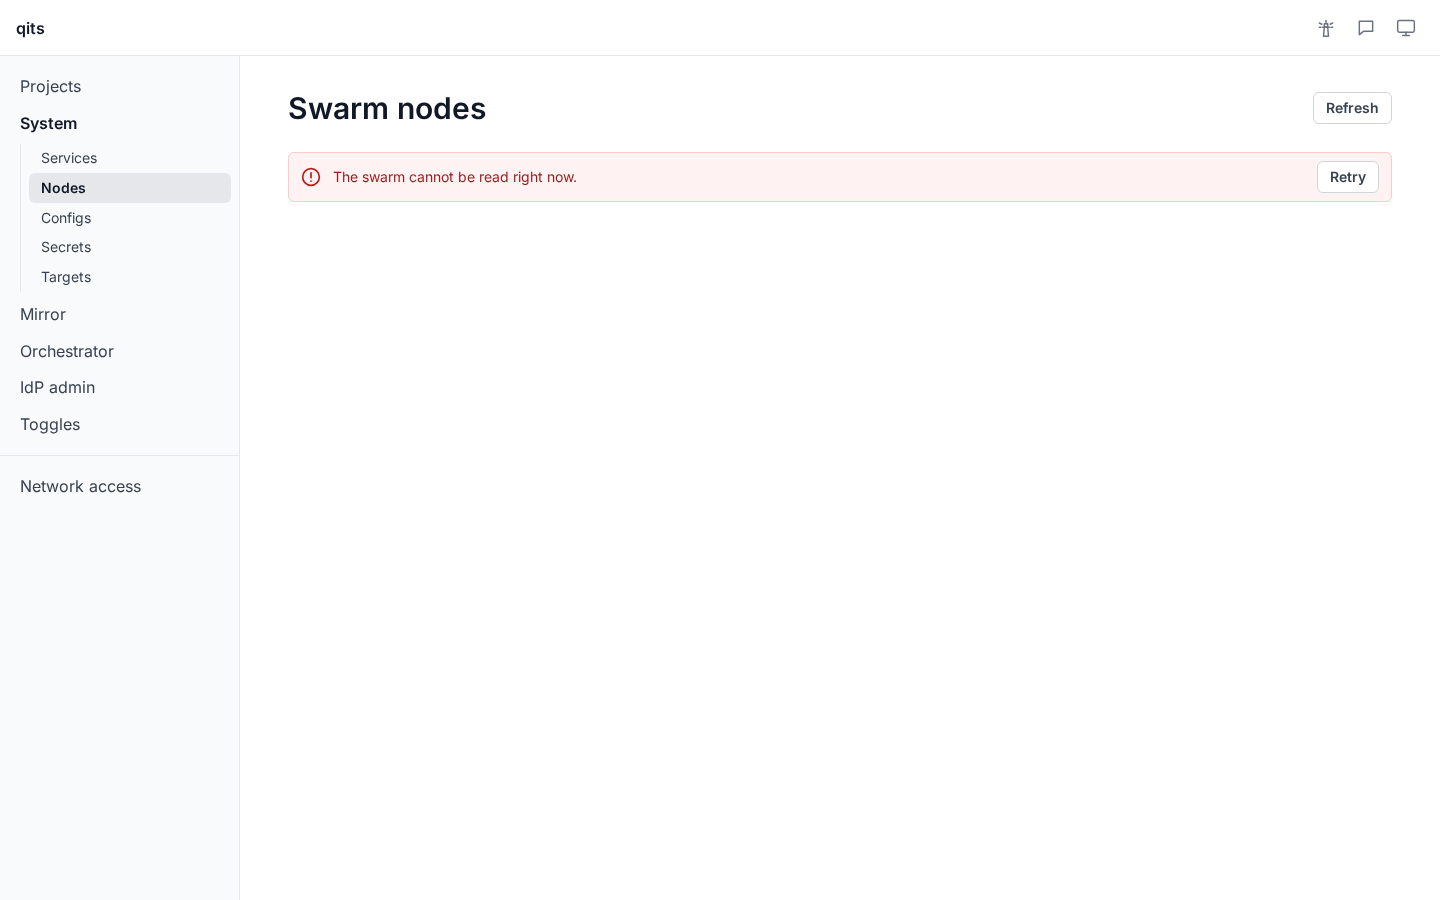 qits
Projects
System
Services
Nodes
Configs
Secrets
Targets
Mirror
Orchestrator
IdP admin
Toggles
Network access
Swarm nodes
Refresh
The swarm cannot be read right now.
Retry